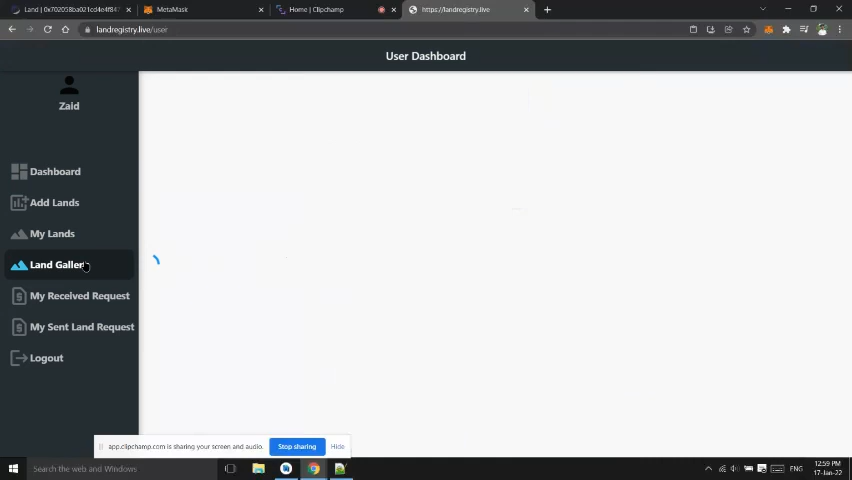 Land | 0x702058ba021cd4e4f847
MetaMask
Home | Clipchamp
https://landregistry.live
landregistry.live/user
User Dashboard
Zaid
Dashboard
Add Lands
My Lands
Land Gallery
My Received Request
My Sent Land Request
Logout
app.clipchamp.com is sharing your screen and audio.
Stop sharing
Hide
Search the web and Windows
ENG
12:59 PM
17-Jan-22